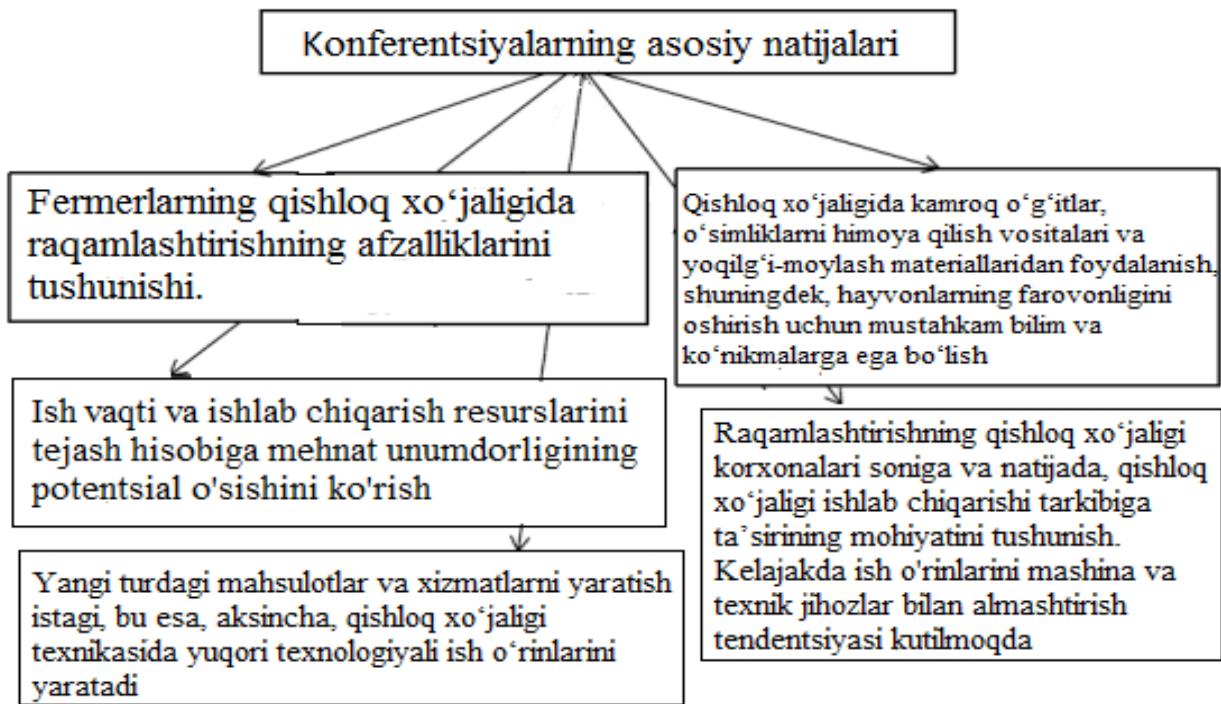 Konferentsiyalarning asosiy natijalari
Fermerlarning qishloq xo‘jaligida
raqamlashtirishning afzalliklarini
tushunishi.
Qishloq xo‘jaligida kamroq o‘g‘itlar,
o‘simliklarni himoya qilish vositalari va
yoqilg‘i-moylash materiallaridan foydalanish,
shuningdek, hayvonlarning farovonligini
oshirish uchun mustahkam bilim va
ko‘nikmalarga ega bo‘lish
Ish vaqti va ishlab chiqarish resurslarini
tejash hisobiga mehnat unumdorligining
potentsial o'sishini ko'rish
Raqamlashtirishning qishloq xo‘jaligi
korxonalari soniga va natijada, qishloq
xo‘jaligi ishlab chiqarishi tarkibiga
ta’sirining mohiyatini tushunish.
Kelajakda ish o'rinlarini mashina va
texnik jihozlar bilan almashtirish
tendentsiyasi kutilmoqda
Yangi turdagi mahsulotlar va xizmatlarni yaratish
istagi, bu esa, aksincha, qishloq xo‘jaligi
texnikasida yuqori texnologiyali ish o‘rinlarini
yaratadi